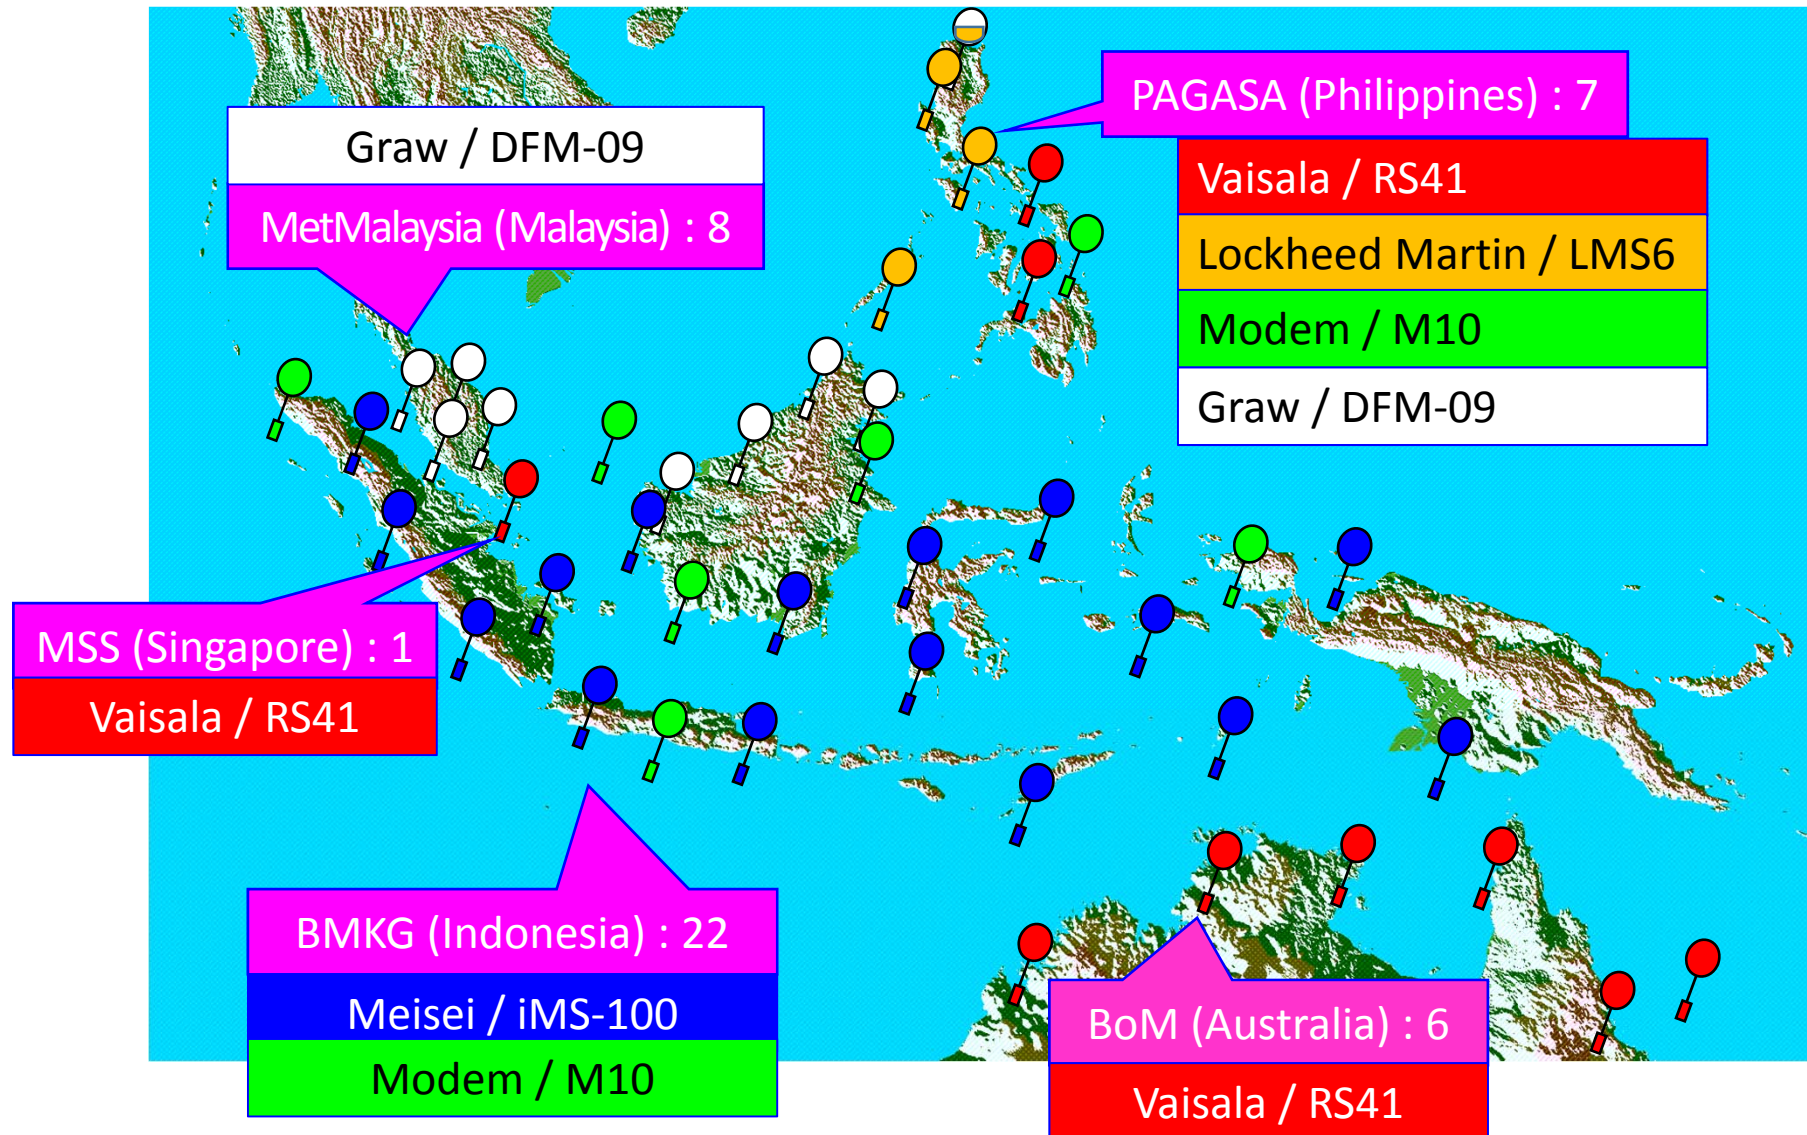 Graw / DFM-09
MetMalaysia (Malaysia) : 8
PAGASA (Philippines) : 7
Vaisala / RS41
Lockheed Martin / LMS6
Modem / M10
Graw / DFM-09
MSS (Singapore) : 1
Vaisala / RS41
BMKG (Indonesia) : 22
Meisei / iMS-100
Modem / M10
BoM (Australia) : 6
Vaisala / RS41